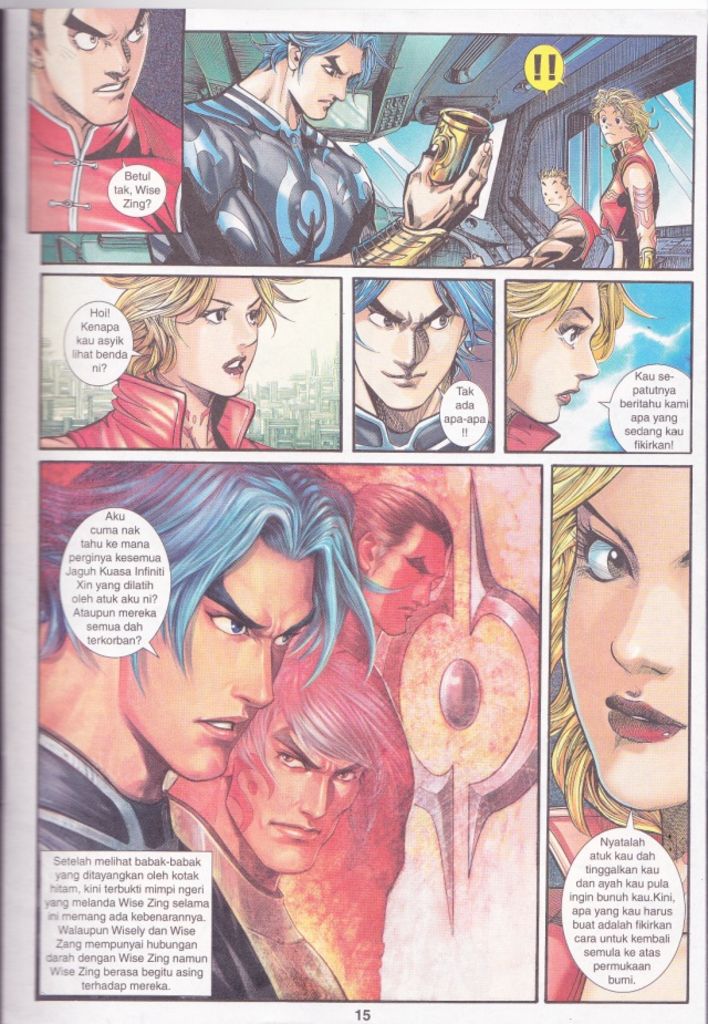 Betul
tak, Wise
Zing?
!!
Hoi!
Kenapa
kau asyik
lihat benda
ni?
Tak
ada
apa-apa
!!
Kau se-
patutnya
beritahu kami
apa yang
sedang kau
fikirkan!
Aku
cuma nak
tahu ke mana
perginya kesemua
Jaguh Kuasa Infiniti
Xin yang dilatih
oleh atuk aku ni?
Ataupun mereka
semua dah
terkorban?
Setelah melihat babak-babak
yang ditayangkan oleh kotak
hitam, kini terbukti mimpi ngeri
yang melanda Wise Zing selama
ini memang ada kebenarannya.
Walaupun Wisely dan Wise
Zang mempunyai hubungan
darah dengan Wise Zing namun
Wise Zing berasa begitu asing
terhadap mereka.
Nyatalah
atuk kau dah
tinggalkan kau
dan ayah kau pula
ingin bunuh kau.Kini,
apa yang kau harus
buat adalah fikirkan
cara untuk kembali
semula ke atas
permukaan
bumi.
15